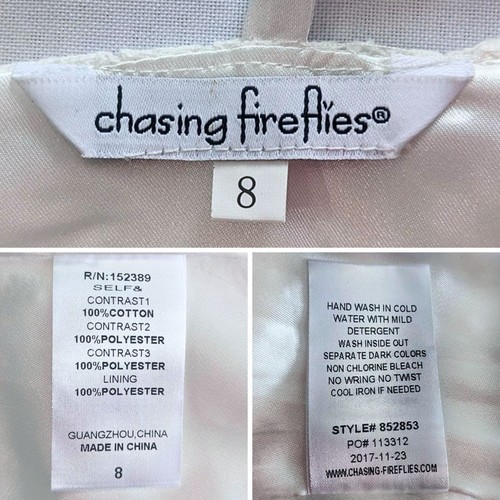 chasing fireflies®
8
R/N:152389
SELF&
CONTRAST1
100%COTTON
CONTRAST2
100%POLYESTER
CONTRAST3
100%POLYESTER
LINING
100%POLYESTER
GUANGZHOU,CHINA
MADE IN CHINA
8
HAND WASH IN COLD
WATER WITH MILD
DETERGENT
WASH INSIDE OUT
SEPARATE DARK COLORS
NON CHLORINE BLEACH
NO WRING NO TWIST
COOL IRON IF NEEDED
STYLE# 852853
PO# 113312
2017-11-23
WWW.CHASING-FIREFLIES.COM